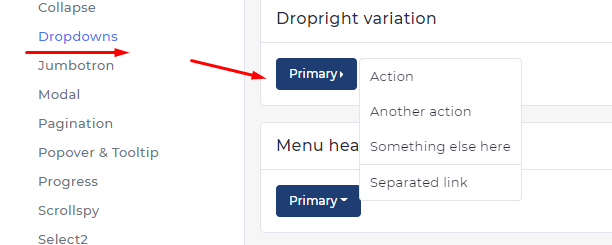 Collapse
Dropdowns
Jumbotron
Modal
Pagination
Popover & Tooltip
Progress
Scrollspy
Select2
Dropright variation
Primary
Action
Another action
Something else here
Separated link
Menu hea
Primary